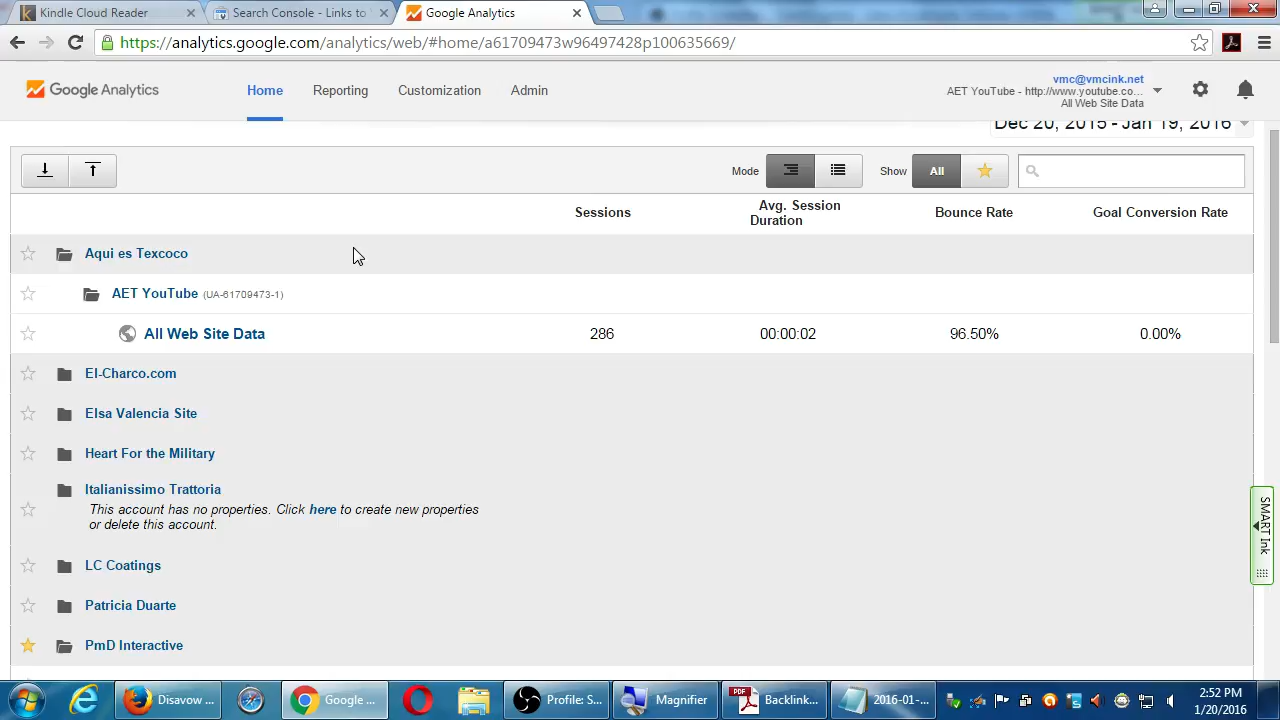 Kindle Cloud Reader
Search Console - Links to
Google Analytics
https://analytics.google.com/analytics/web/#home/a61709473w96497428p100635669/
Google Analytics
Home
Reporting
Customization
Admin
vmc@vmcink.net
AET YouTube - http://www.youtube.co...
All Web Site Data
Dec 20, 2015 - Jan 19, 2016
Mode
Show
All
Sessions
Avg. Session
Duration
Bounce Rate
Goal Conversion Rate
Aqui es Texcoco
AET YouTube (UA-61709473-1)
All Web Site Data
286
00:00:02
96.50%
0.00%
El-Charco.com
Elsa Valencia Site
Heart For the Military
Italianissimo Trattoria
This account has no properties. Click here to create new properties
or delete this account.
LC Coatings
Patricia Duarte
PmD Interactive
SMART Ink
Disavow ...
Google ...
Profile: S...
Magnifier
PDF
Backlink...
2016-01-...
2:52 PM
1/20/2016